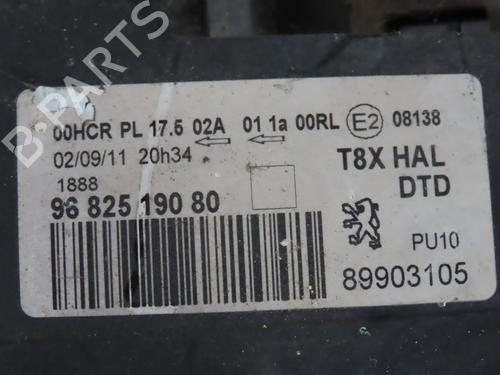 B-PARTS
00HCR PL 17.5 02A 01 1a 00RL E2 08138
02/09/11 20h34
T8X HAL
1888
DTD
96 825 190 80
PU10
89903105